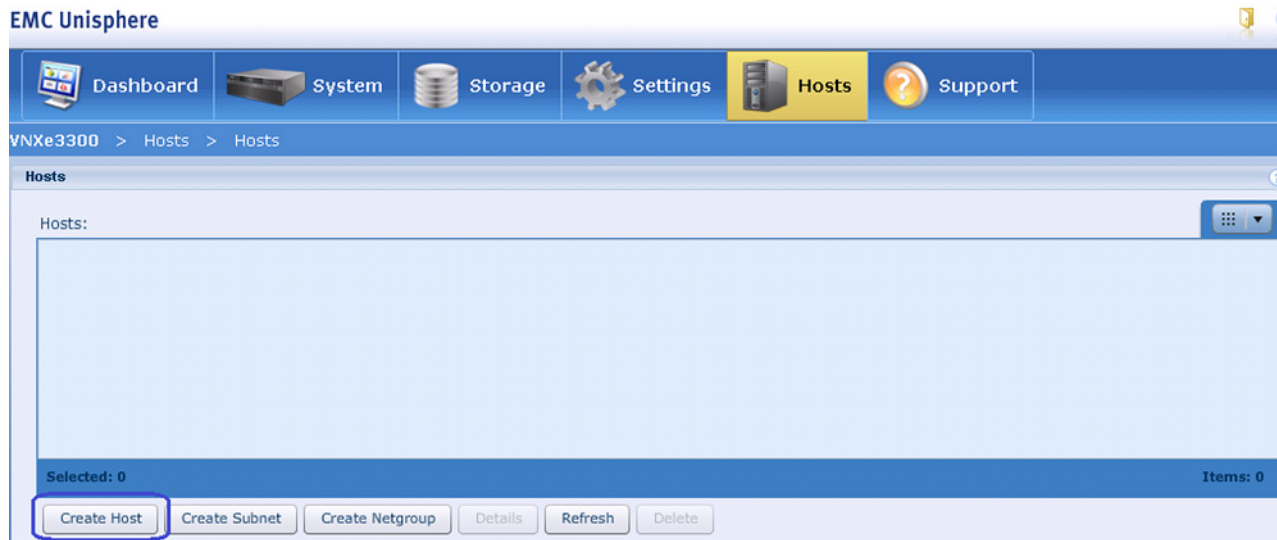 EMC Unisphere
Dashboard System Storage Settings Hosts Support
VNXe3300 > Hosts > Hosts
Hosts
Hosts:
Selected: 0 Items: 0
Create Host Create Subnet Create Netgroup Details Refresh Delete